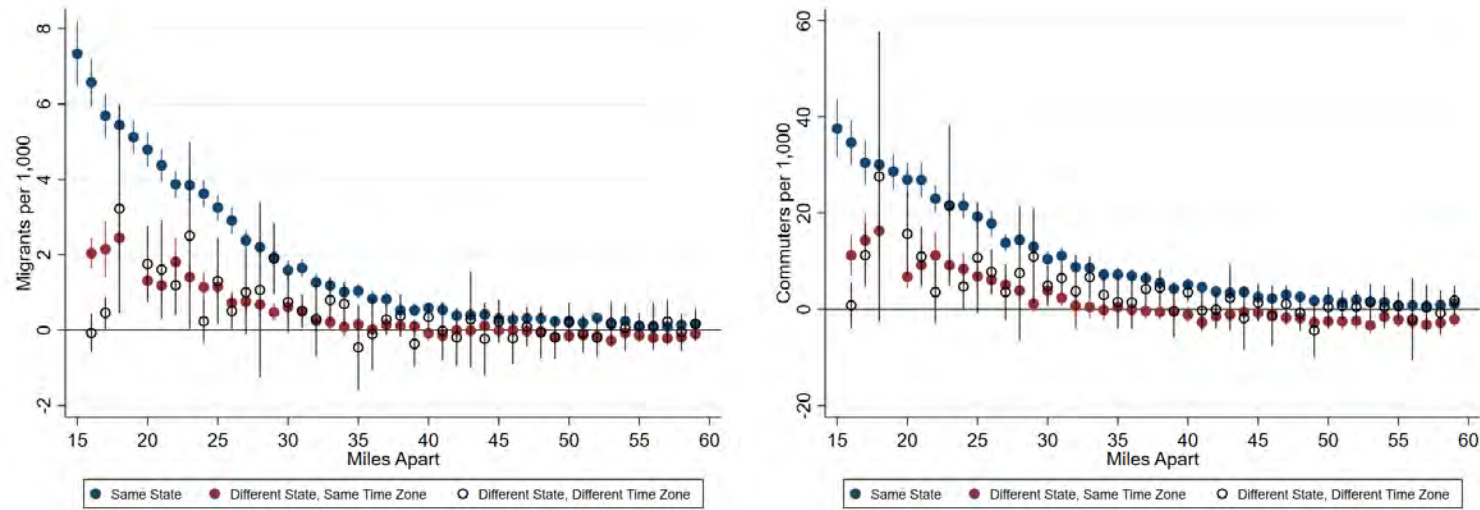 Migrants per 1,000
8
6
4
2
0
-2
15 20 25 30 35 40 45 50 55 60
Miles Apart
Same State Different State, Same Time Zone Different State, Different Time Zone
Commuters per 1,000
60
40
20
0
-20
15 20 25 30 35 40 45 50 55 60
Miles Apart
Same State Different State, Same Time Zone Different State, Different Time Zone